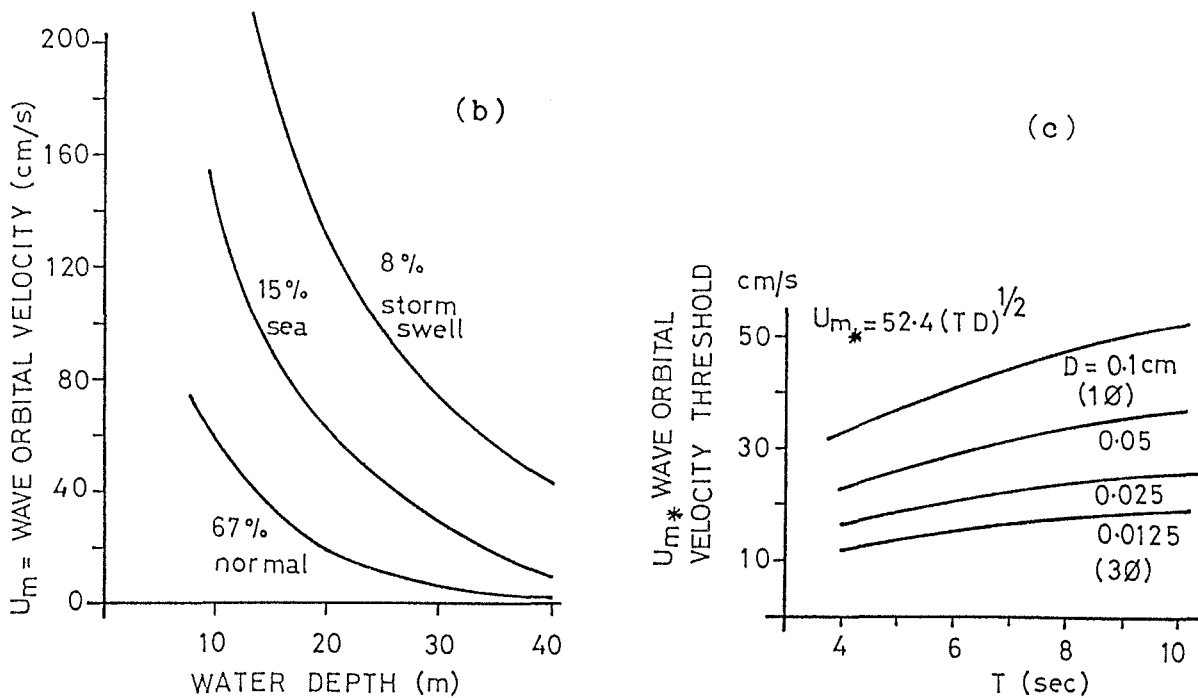 200
160
120
80
40
0
10
20
30
40
WATER DEPTH (m)
Um = WAVE ORBITAL VELOCITY (cm/s)
(b)
8%
storm
swell
15%
sea
67%
normal
(c)
Um* WAVE ORBITAL
VELOCITY THRESHOLD
cm/s
50
30
10
Um* = 52·4 (TD)^1/2
D = 0·1 cm
(1Ø)
0·05
0·025
0·0125
(3Ø)
4
6
8
10
T (sec)